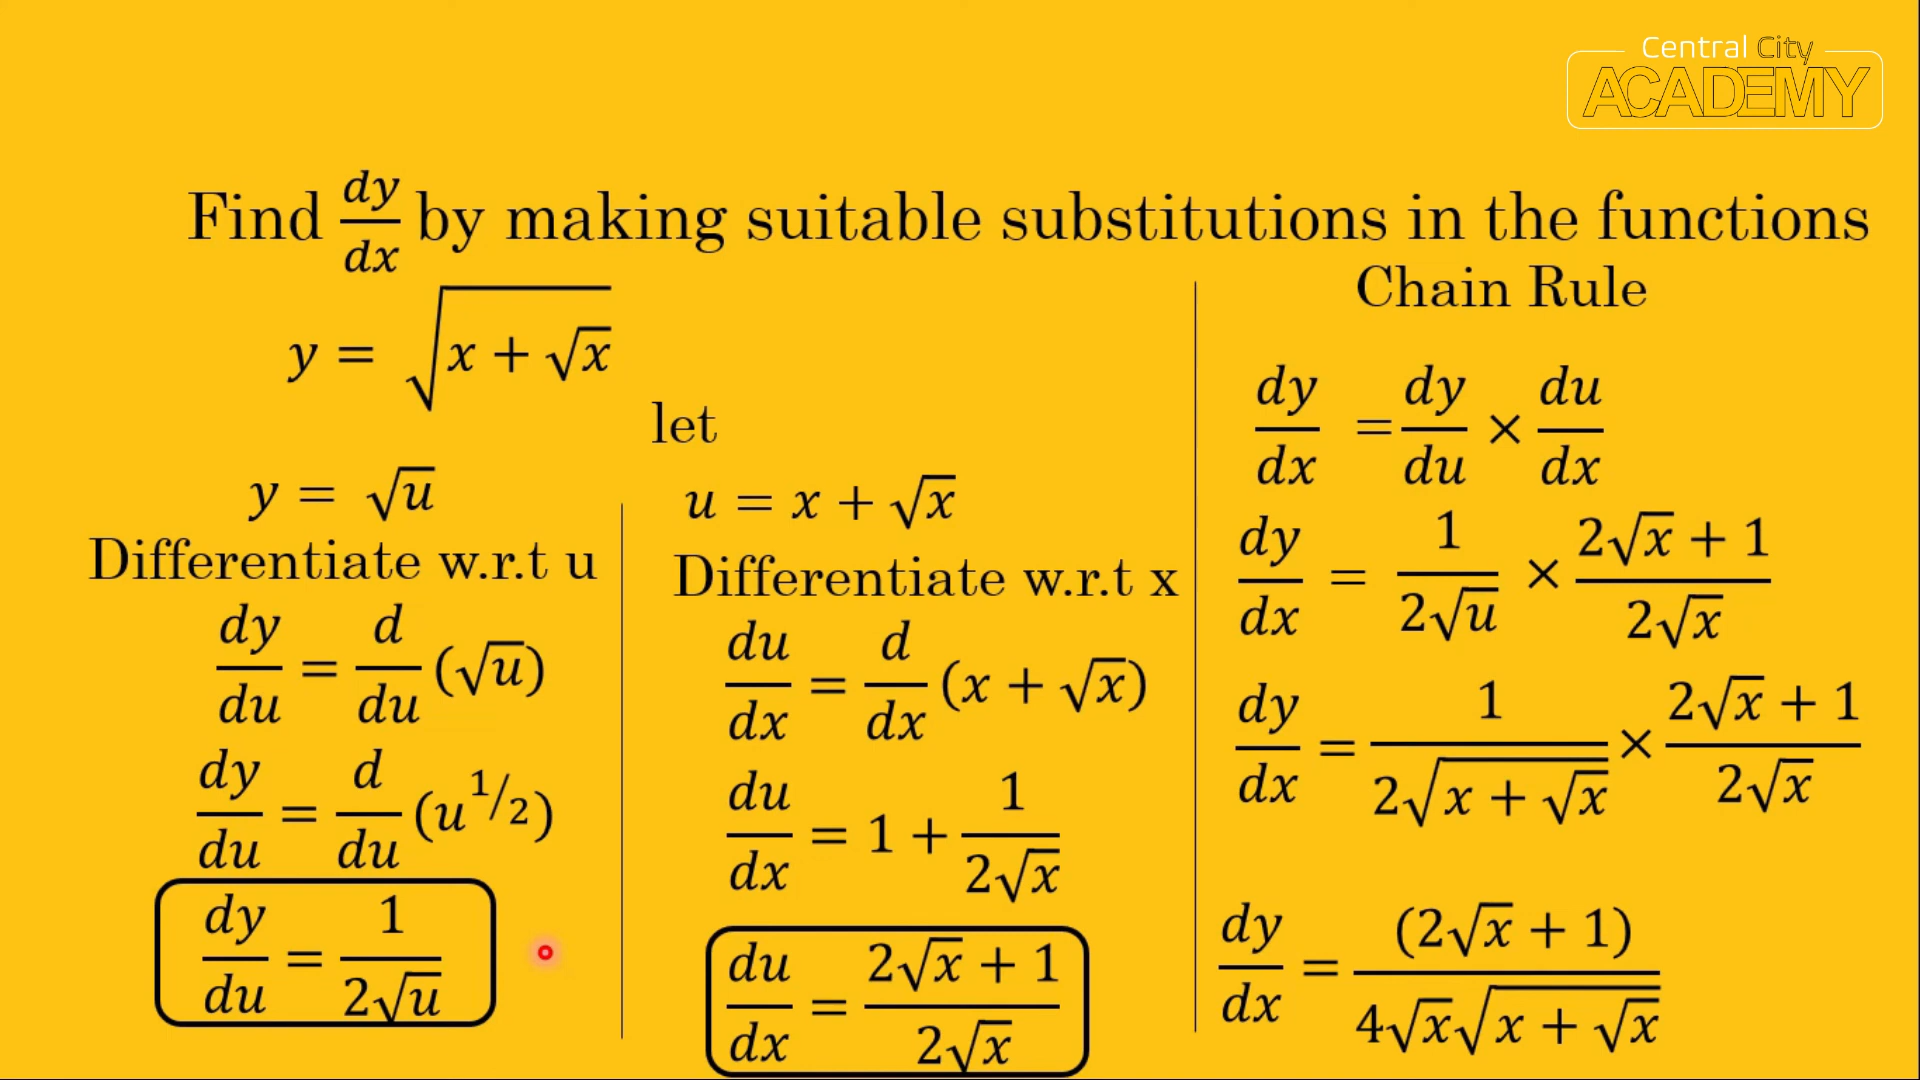 Central City
ACADEMY
Find dy/dx by making suitable substitutions in the functions
y = √(x + √x)
let
y = √u
Differentiate w.r.t u
dy/du = d/du (√u)
dy/du = d/du (u^1/2)
dy/du = 1/(2√u)
u = x + √x
Differentiate w.r.t x
du/dx = d/dx (x + √x)
du/dx = 1 + 1/(2√x)
du/dx = (2√x + 1)/(2√x)
Chain Rule
dy/dx = dy/du × du/dx
dy/dx = 1/(2√u) × (2√x + 1)/(2√x)
dy/dx = 1/(2√(x + √x)) × (2√x + 1)/(2√x)
dy/dx = (2√x + 1)/(4√x√(x + √x))